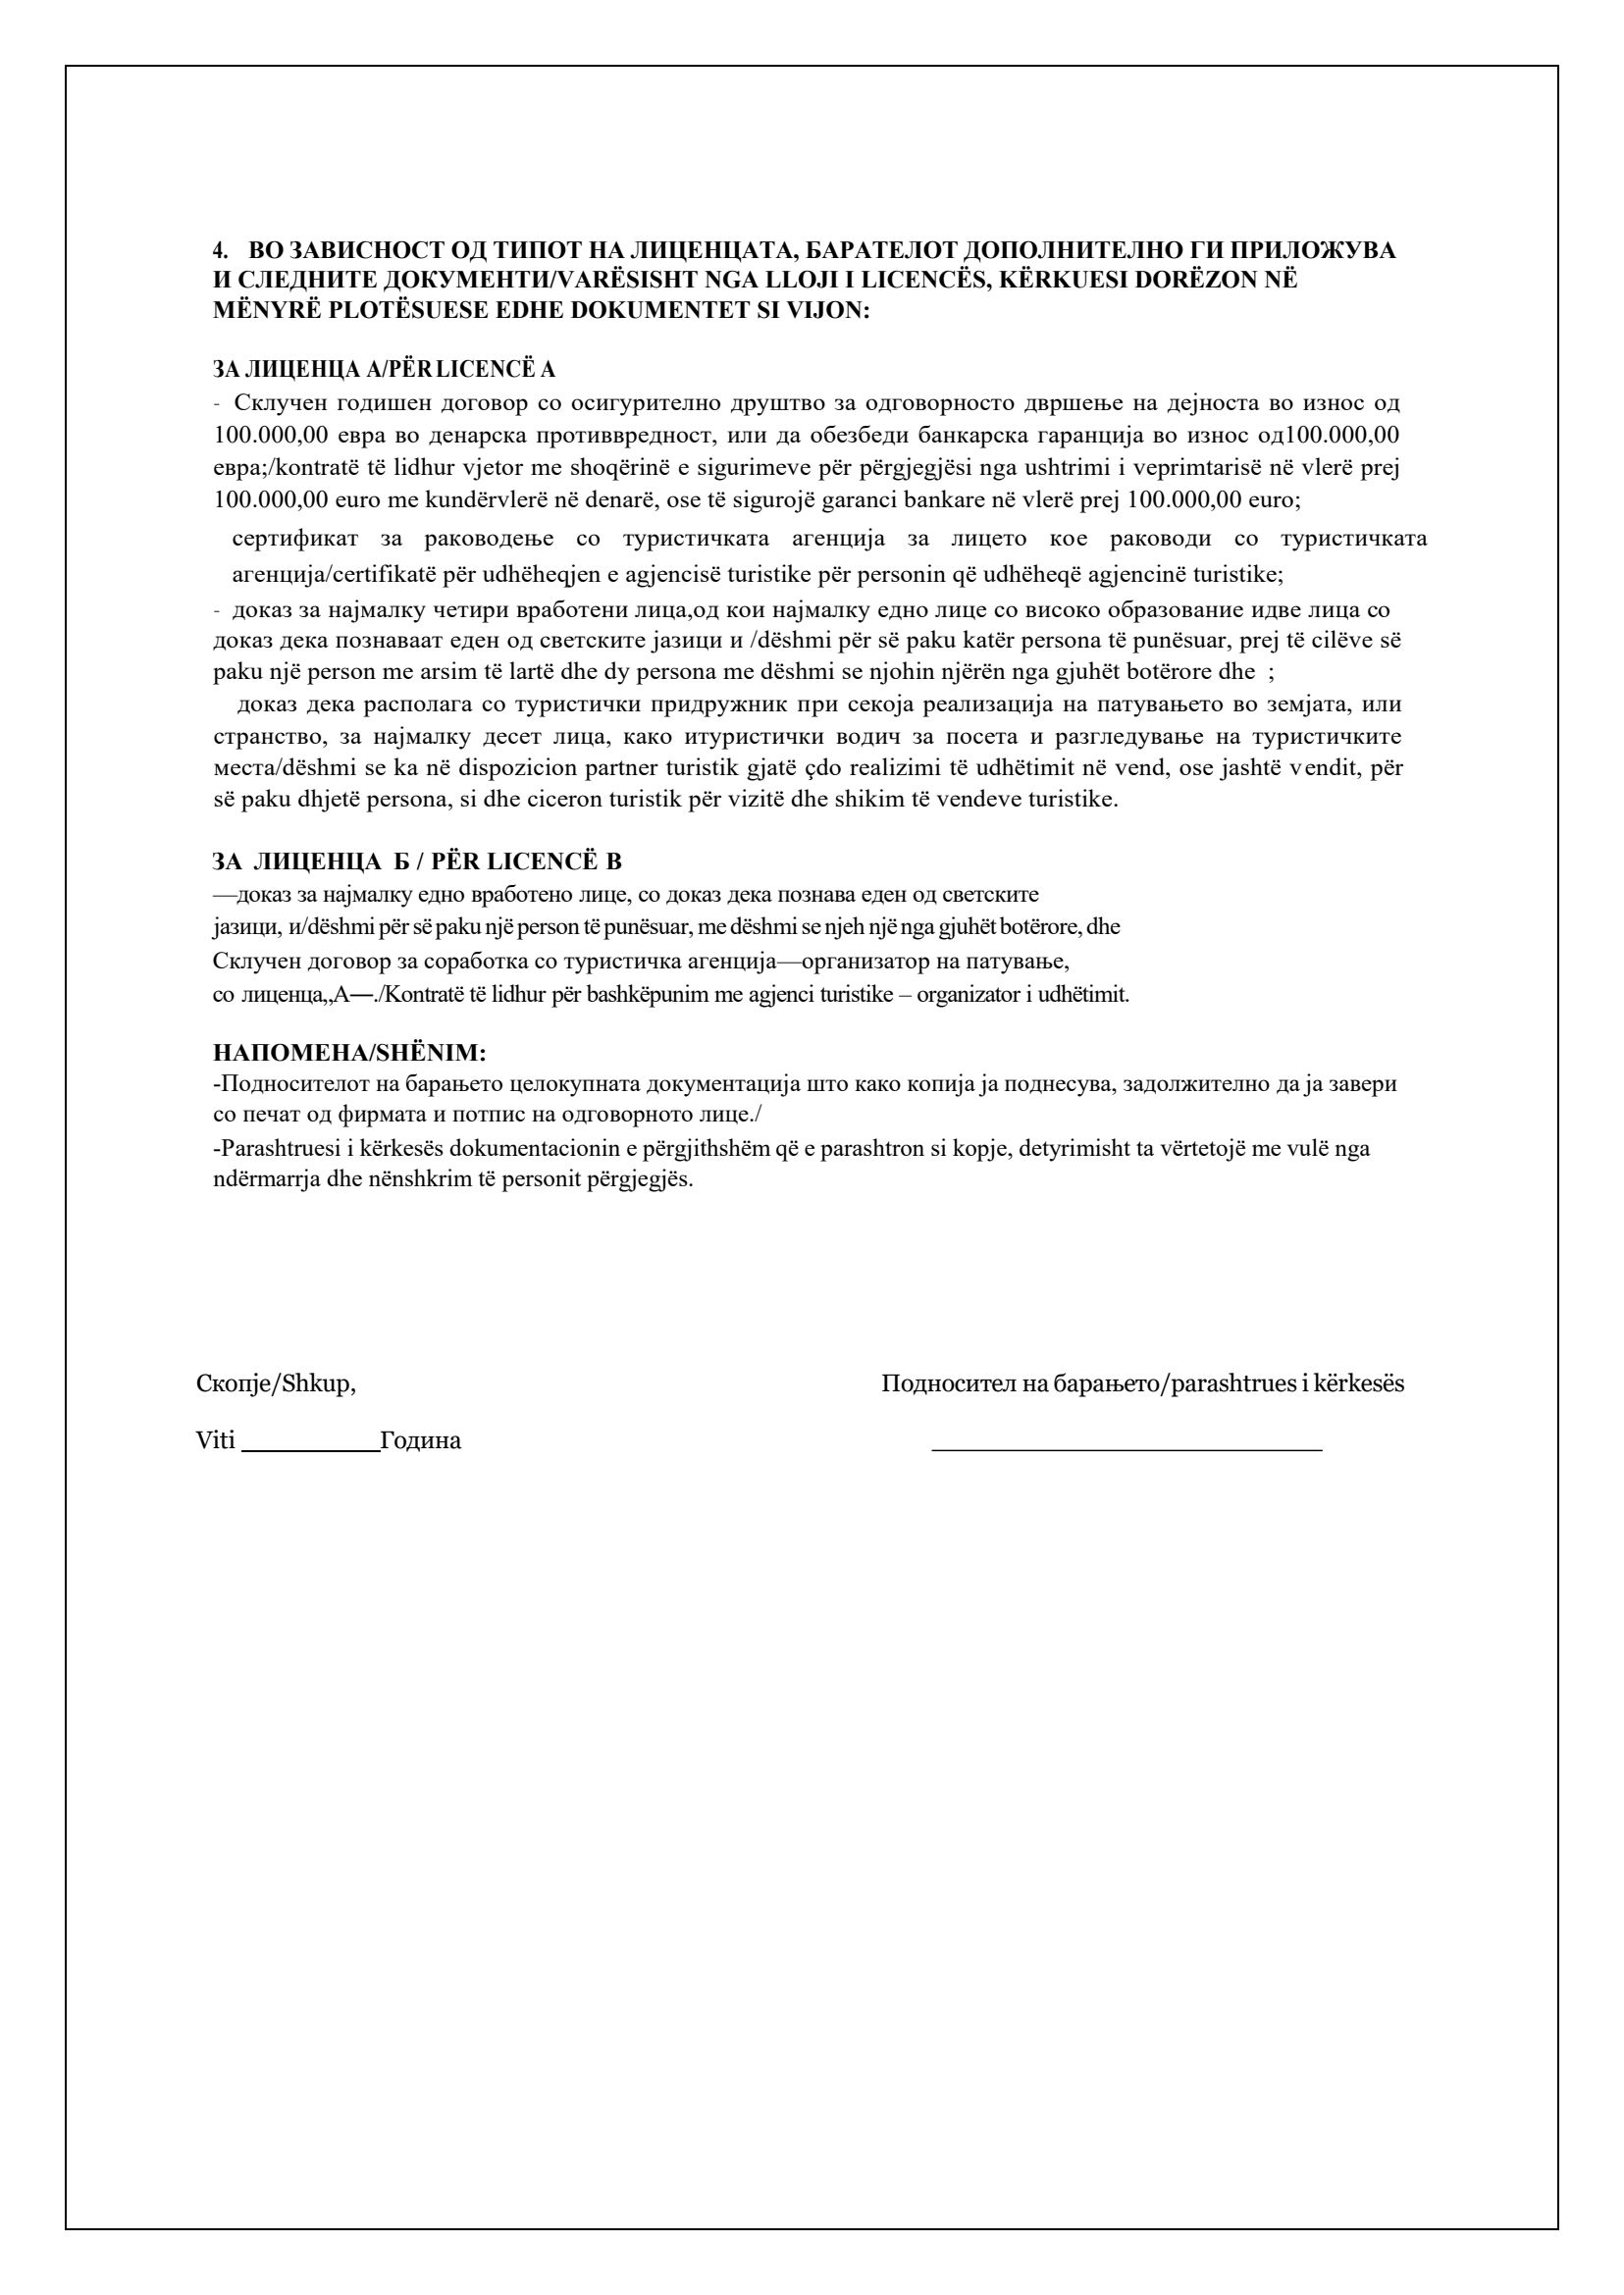 4. ВО ЗАВИСНОСТ ОД ТИПОТ НА ЛИЦЕНЦАТА, БАРАТЕЛОТ ДОПОЛНИТЕЛНО ГИ ПРИЛОЖУВА
И СЛЕДНИТЕ ДОКУМЕНТИ/VARËSISHT NGA LLOJI I LICENCËS, KËRKUESI DORËZON NË
MËNYRË PLOTËSUESE EDHE DOKUMENTET SI VIJON:
ЗА ЛИЦЕНЦА А/PËR LICENCË A
- Склучен годишен договор со осигурително друштво за одговорносто двршење на дејноста во износ од
100.000,00 евра во денарска противвредност, или да обезбеди банкарска гаранција во износ од100.000,00
евра;/kontratë të lidhur vjetor me shoqërinë e sigurimeve për përgjegjësi nga ushtrimi i veprimtarisë në vlerë prej
100.000,00 euro me kundërvlerë në denarë, ose të sigurojë garanci bankare në vlerë prej 100.000,00 euro;
сертификат за раководење со туристичката агенција за лицето кое раководи со туристичката
агенција/certifikatë për udhëheqjen e agjencisë turistike për personin që udhëheqë agjencinë turistike;
- доказ за најмалку четири вработени лица,од кои најмалку едно лице со високо образование идве лица со
доказ дека познаваат еден од светските јазици и /dëshmi për së paku katër persona të punësuar, prej të cilëve së
paku një person me arsim të lartë dhe dy persona me dëshmi se njohin njërën nga gjuhët botërore dhe ;
доказ дека располага со туристички придружник при секоја реализација на патувањето во земјата, или
странство, за најмалку десет лица, како итуристички водич за посета и разгледување на туристичките
места/dëshmi se ka në dispozicion partner turistik gjatë çdo realizimi të udhëtimit në vend, ose jashtë vendit, për
së paku dhjetë persona, si dhe ciceron turistik për vizitë dhe shikim të vendeve turistike.
ЗА ЛИЦЕНЦА Б / PËR LICENCË B
—доказ за најмалку едно вработено лице, со доказ дека познава еден од светските
јазици, и/dëshmi për së paku një person të punësuar, me dëshmi se njeh një nga gjuhët botërore, dhe
Склучен договор за соработка со туристичка агенција—организатор на патување,
со лиценца„А―./Kontratë të lidhur për bashkëpunim me agjenci turistike – organizator i udhëtimit.
НАПОМЕНА/SHËNIM:
-Подносителот на барањето целокупната документација што како копија ја поднесува, задолжително да ја завери
со печат од фирмата и потпис на одговорното лице./
-Parashtruesi i kërkesës dokumentacionin e përgjithshëm që e parashtron si kopje, detyrimisht ta vërtetojë me vulë nga
ndërmarrja dhe nënshkrim të personit përgjegjës.
Скопје/Shkup, Подносител на барањето/parashtrues i kërkesës
Viti ___________Година _______________________________